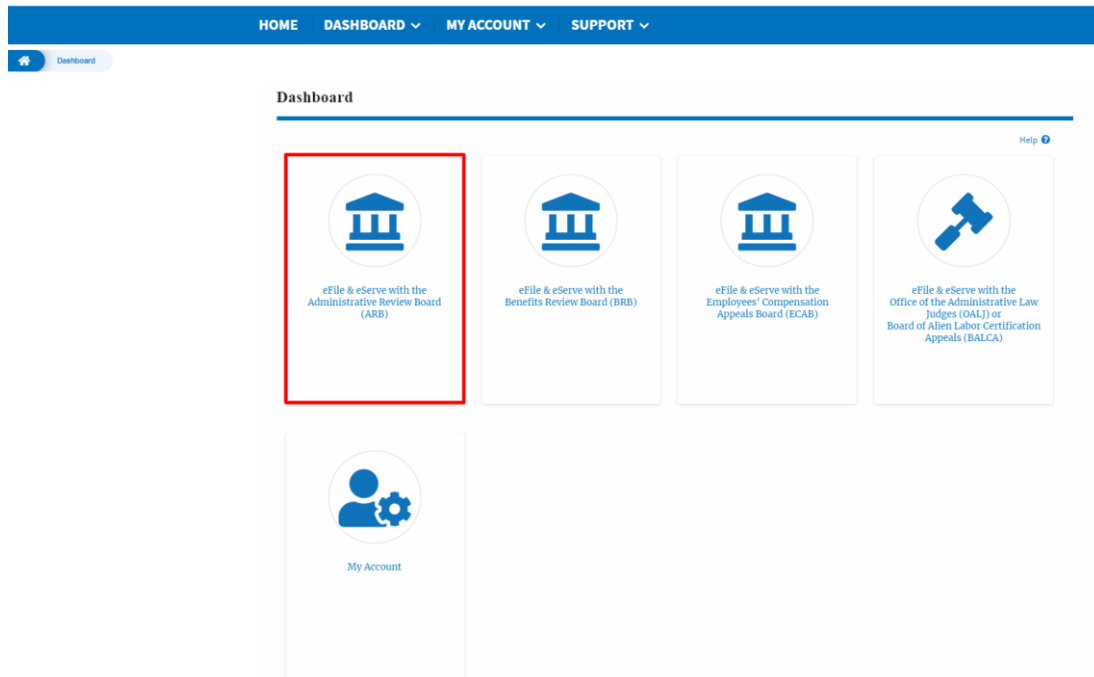 HOME DASHBOARD MY ACCOUNT SUPPORT
Dashboard
Dashboard
Help
eFile & eServe with the
Administrative Review Board
(ARB)
eFile & eServe with the
Benefits Review Board (BRB)
eFile & eServe with the
Employees' Compensation
Appeals Board (ECAB)
eFile & eServe with the
Office of the Administrative Law
Judges (OALJ) or
Board of Alien Labor Certification
Appeals (BALCA)
My Account